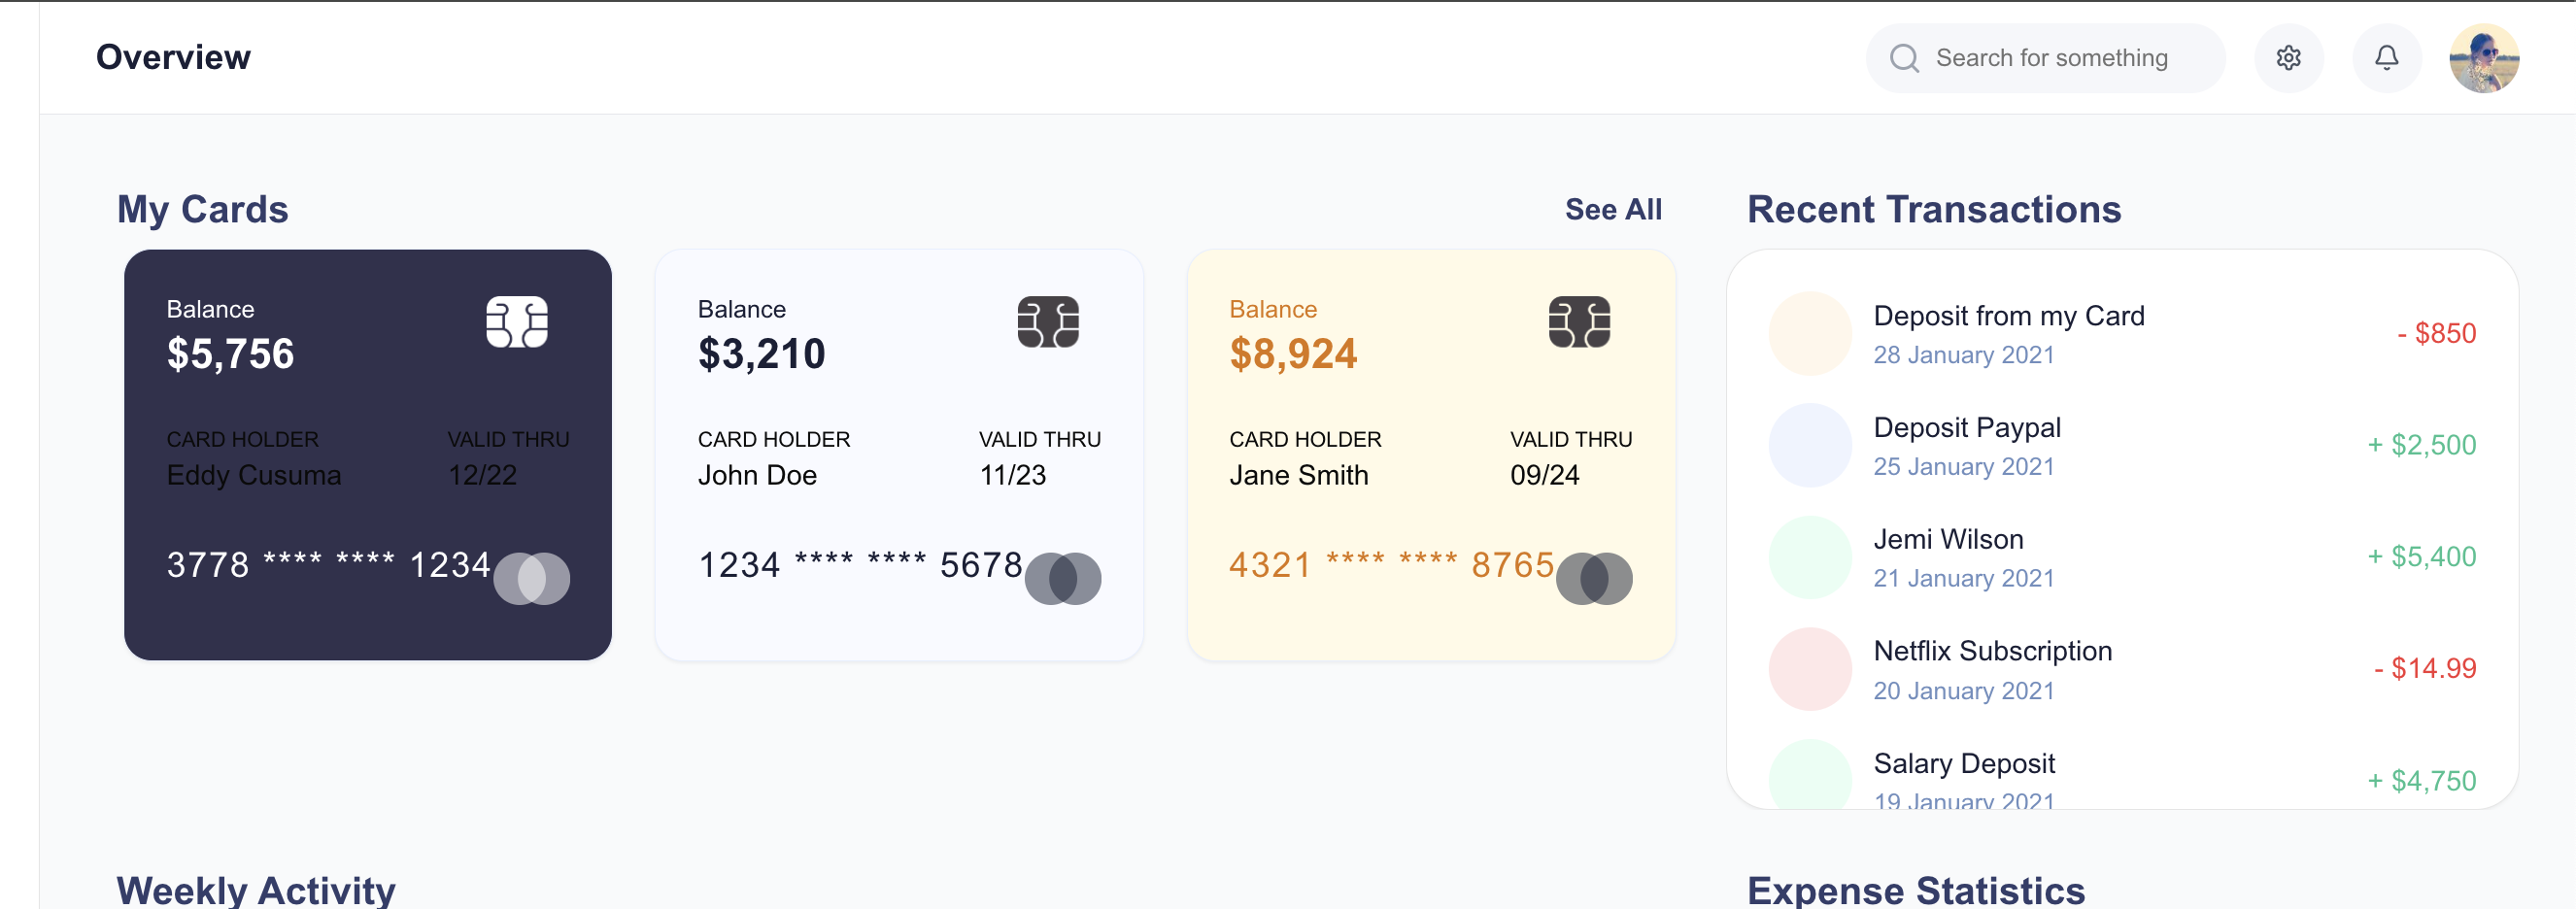 Overview
Search for something
My Cards
See All
Balance
$5,756
CARD HOLDER
VALID THRU
Eddy Cusuma
12/22
3778 **** **** 1234
Balance
$3,210
CARD HOLDER
VALID THRU
John Doe
11/23
1234 **** **** 5678
Balance
$8,924
CARD HOLDER
VALID THRU
Jane Smith
09/24
4321 **** **** 8765
Recent Transactions
Deposit from my Card
28 January 2021
- $850
Deposit Paypal
25 January 2021
+ $2,500
Jemi Wilson
21 January 2021
+ $5,400
Netflix Subscription
20 January 2021
- $14.99
Salary Deposit
19 January 2021
+ $4,750
Weekly Activity
Expense Statistics